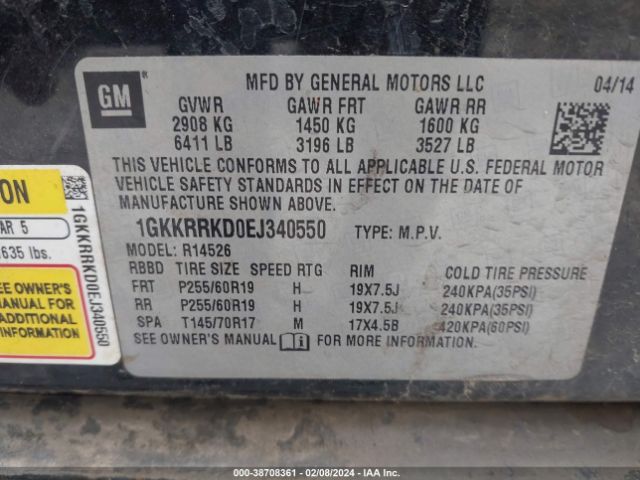 GM ®
MFD BY GENERAL MOTORS LLC 04/14
GVWR GAWR FRT GAWR RR
2908 KG 1450 KG 1600 KG
6411 LB 3196 LB 3527 LB
THIS VEHICLE CONFORMS TO ALL APPLICABLE U.S. FEDERAL MOTOR
VEHICLE SAFETY STANDARDS IN EFFECT ON THE DATE OF
MANUFACTURE SHOWN ABOVE.
1GKKRRKD0EJ340550 TYPE: M.P.V.
MODEL: R14526
RBBD TIRE SIZE SPEED RTG RIM COLD TIRE PRESSURE
FRT P255/60R19 H 19X7.5J 240KPA(35PSI)
RR P255/60R19 H 19X7.5J 240KPA(35PSI)
SPA T145/70R17 M 17X4.5B 420KPA(60PSI)
SEE OWNER'S MANUAL i FOR MORE INFORMATION.
ON
AR 5
635 lbs.
SEE OWNER'S
MANUAL FOR
ADDITIONAL
INFORMATION
1GKKRRKD0EJ340550
000-38708361 - 02/08/2024 - IAA Inc.